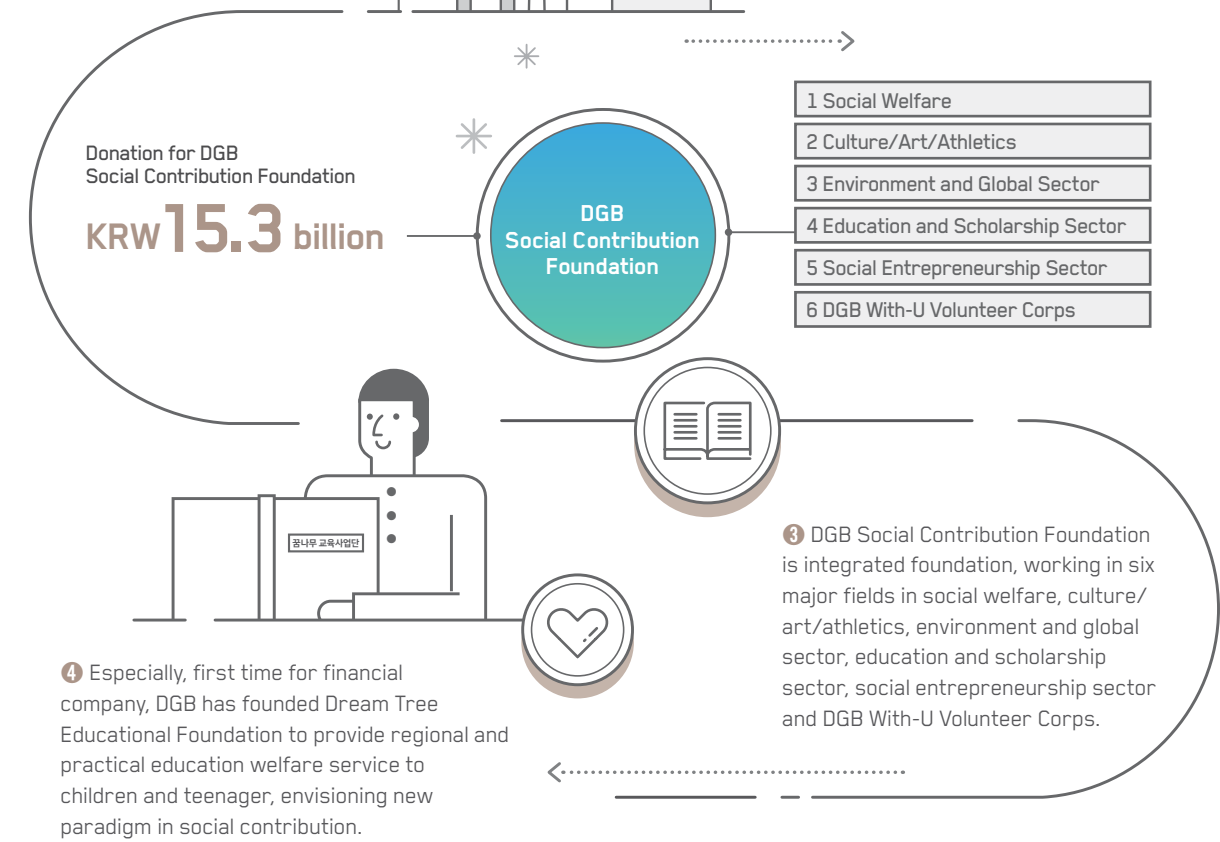 Donation for DGB
Social Contribution Foundation
KRW 15.3 billion
DGB
Social Contribution
Foundation
1 Social Welfare
2 Culture/Art/Athletics
3 Environment and Global Sector
4 Education and Scholarship Sector
5 Social Entrepreneurship Sector
6 DGB With-U Volunteer Corps
꿈나무 교육사업단
❸ DGB Social Contribution Foundation
is integrated foundation, working in six
major fields in social welfare, culture/
art/athletics, environment and global
sector, education and scholarship
sector, social entrepreneurship sector
and DGB With-U Volunteer Corps.
❹ Especially, first time for financial
company, DGB has founded Dream Tree
Educational Foundation to provide regional and
practical education welfare service to
children and teenager, envisioning new
paradigm in social contribution.